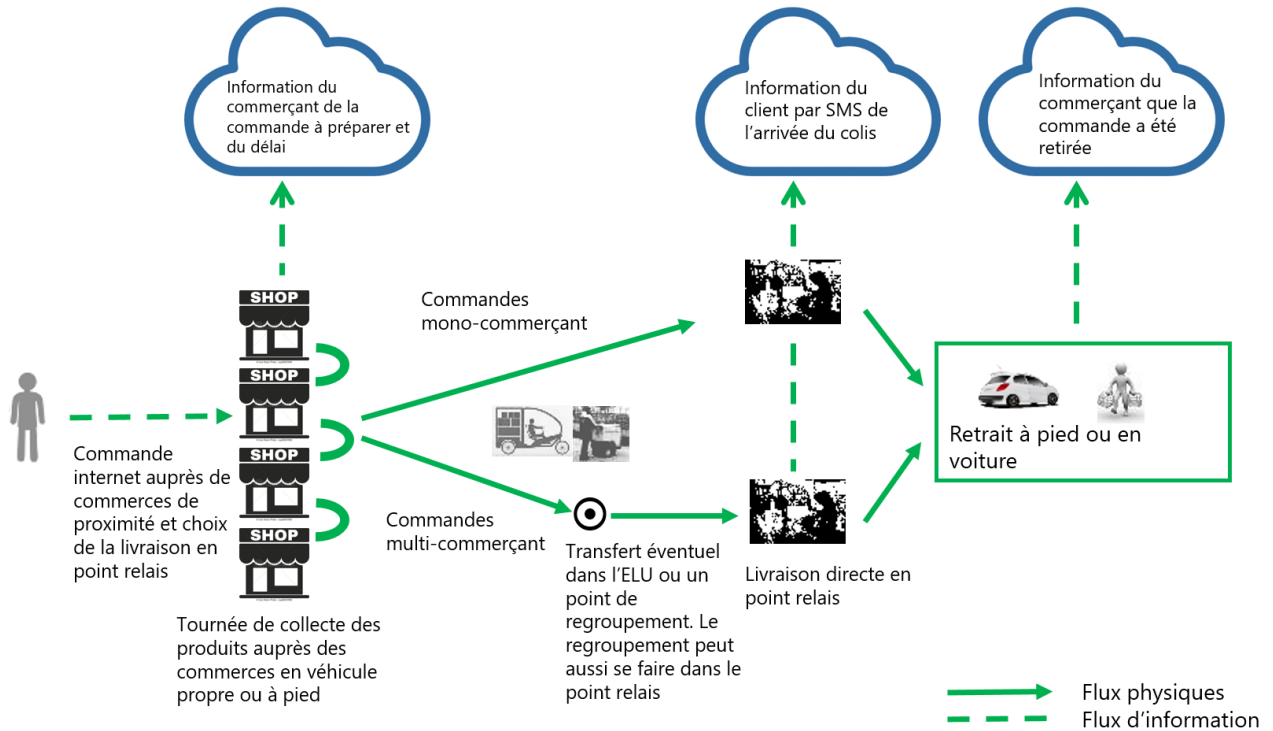 Information du
commerçant de la
commande à préparer et
du délai
Information du
client par SMS de
l'arrivée du colis
Information du
commerçant que la
commande a été
retirée
SHOP
SHOP
SHOP
SHOP
Commandes
mono-commerçant
Commande
internet auprès de
commerces de
proximité et choix
de la livraison en
point relais
Commandes
multi-commerçant
Tournée de collecte des
produits auprès des
commerces en véhicule
propre ou à pied
Transfert éventuel
dans l'ELU ou un
point de
regroupement. Le
regroupement peut
aussi se faire dans le
point relais
Livraison directe en
point relais
Retrait à pied ou en
voiture
Flux physiques
Flux d'information